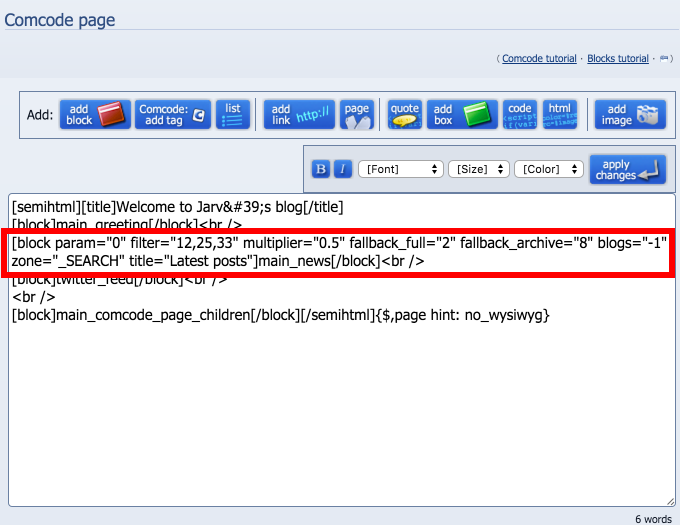 Comcode page
( Comcode tutorial · Blocks tutorial · )
Add: add block Comcode: add tag list add link http:// page quote add box code html add image
B I [Font] [Size] [Color] apply changes
[semihtml][title]Welcome to Jarv&#39;s blog[/title]
[block]main_greeting[/block]<br />
[block param="0" filter="12,25,33" multiplier="0.5" fallback_full="2" fallback_archive="8" blogs="-1"
zone="_SEARCH" title="Latest posts"]main_news[/block]<br />
[block]twitter_feed[/block]<br />
<br />
[block]main_comcode_page_children[/block][/semihtml]{$,page hint: no_wysiwyg}
6 words